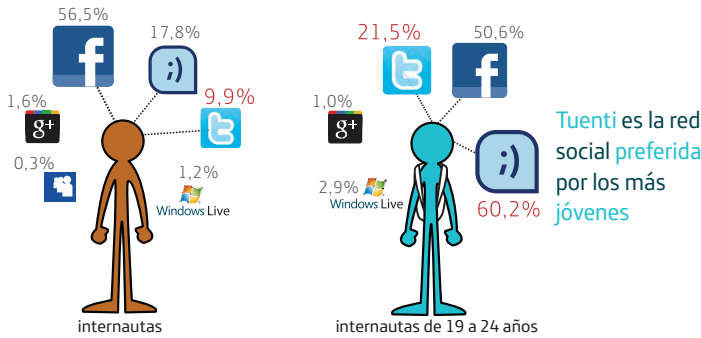 56,5%
17,8%
9,9%
1,6%
g+
0,3%
1,2%
Windows Live
internautas
21,5%
50,6%
1,0%
g+
2,9%
Windows Live
60,2%
internautas de 19 a 24 años
Tuenti es la red
social preferida
por los más
jóvenes